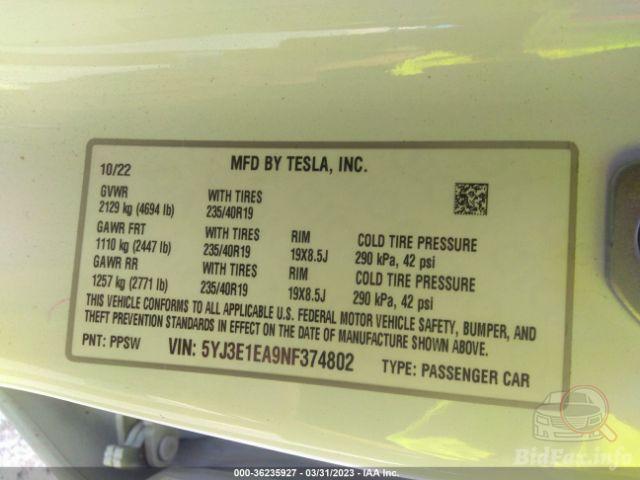 10/22 MFD BY TESLA, INC.
GVWR WITH TIRES
2129 kg (4694 lb) 235/40R19
GAWR FRT WITH TIRES RIM COLD TIRE PRESSURE
1110 kg (2447 lb) 235/40R19 19X8.5J 290 kPa, 42 psi
GAWR RR WITH TIRES RIM COLD TIRE PRESSURE
1257 kg (2771 lb) 235/40R19 19X8.5J 290 kPa, 42 psi
THIS VEHICLE CONFORMS TO ALL APPLICABLE U.S. FEDERAL MOTOR VEHICLE SAFETY, BUMPER, AND
THEFT PREVENTION STANDARDS IN EFFECT ON THE DATE OF MANUFACTURE SHOWN ABOVE.
PNT: PPSW VIN: 5YJ3E1EA9NF374802 TYPE: PASSENGER CAR
BidFax.info
000-36235927 - 03/31/2023 - IAA Inc.